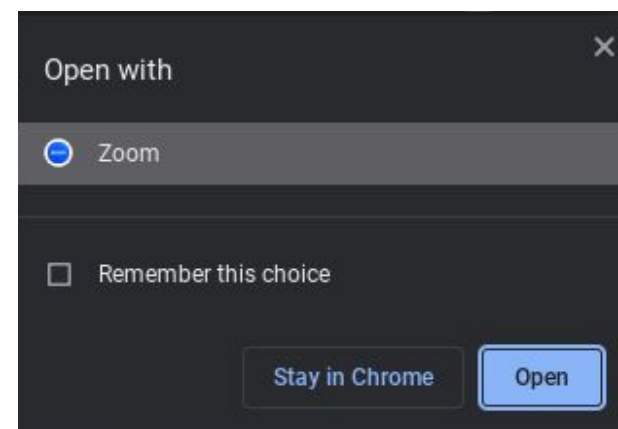 Open with
Zoom
Remember this choice
Stay in Chrome
Open